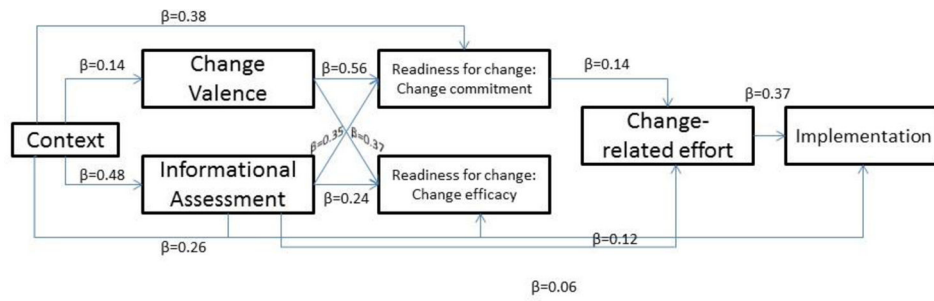 β=0.38
β=0.14
Change
Valence
β=0.56
Readiness for change:
Change commitment
β=0.14
β=0.37
Context
β=0.35
β=0.37
Change-
related effort
Implementation
β=0.48
Informational
Assessment
β=0.24
Readiness for change:
Change efficacy
β=0.26
β=0.12
β=0.06